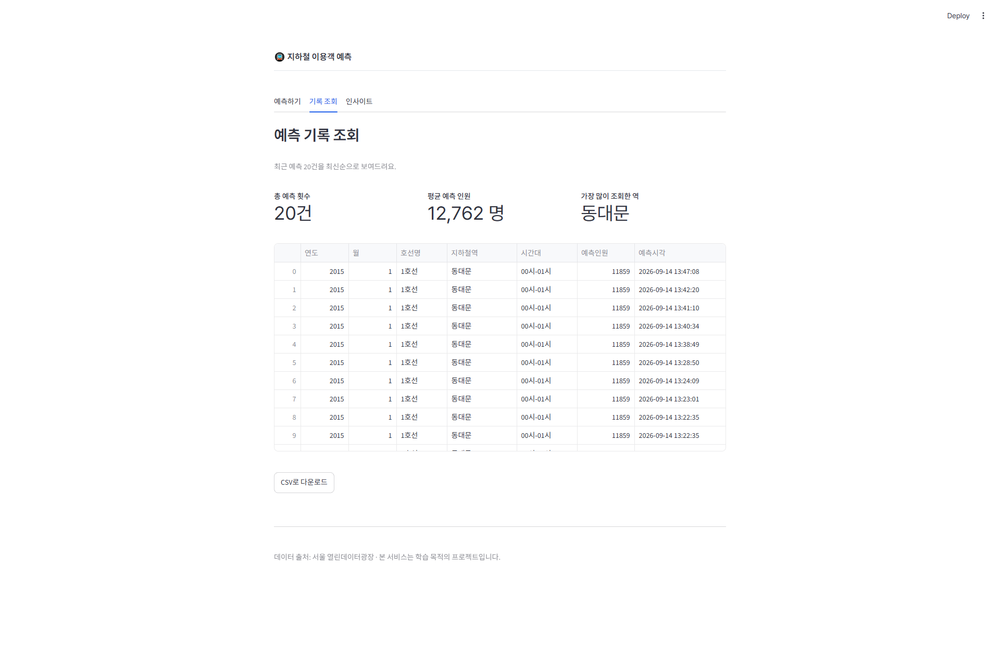 Deploy
지하철 이용객 예측
예측하기 기록 조회 인사이트
예측 기록 조회
최근 예측 20건을 최신순으로 보여드려요.
총 예측 횟수 평균 예측 인원 가장 많이 조회한 역
20건 12,762 명 동대문
연도 월 호선명 지하철역 시간대 예측인원 예측시각
0 2015 1 1호선 동대문 00시-01시 11859 2026-09-14 13:47:08
1 2015 1 1호선 동대문 00시-01시 11859 2026-09-14 13:42:20
2 2015 1 1호선 동대문 00시-01시 11859 2026-09-14 13:41:10
3 2015 1 1호선 동대문 00시-01시 11859 2026-09-14 13:40:34
4 2015 1 1호선 동대문 00시-01시 11859 2026-09-14 13:38:49
5 2015 1 1호선 동대문 00시-01시 11859 2026-09-14 13:28:50
6 2015 1 1호선 동대문 00시-01시 11859 2026-09-14 13:24:09
7 2015 1 1호선 동대문 00시-01시 11859 2026-09-14 13:23:01
8 2015 1 1호선 동대문 00시-01시 11859 2026-09-14 13:22:35
9 2015 1 1호선 동대문 00시-01시 11859 2026-09-14 13:22:35
CSV로 다운로드
데이터 출처: 서울 열린데이터광장 · 본 서비스는 학습 목적의 프로젝트입니다.